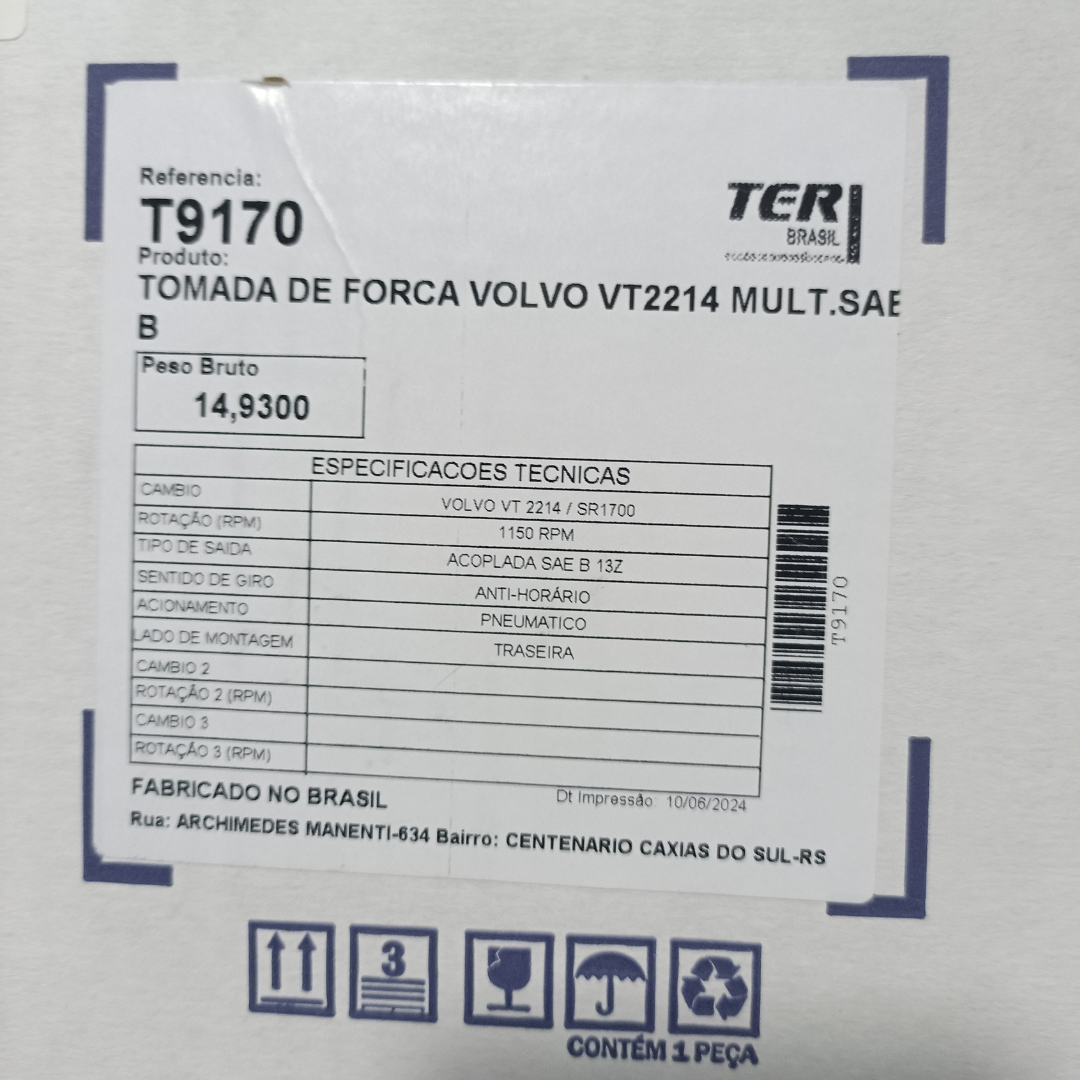 Referencia:
T9170
Produto:
TOMADA DE FORCA VOLVO VT2214 MULT.SAE
B
TER
BRASIL
Peso Bruto
14,9300
ESPECIFICACOES TECNICAS
CAMBIO VOLVO VT 2214 / SR1700
ROTAÇÃO (RPM) 1150 RPM
TIPO DE SAIDA ACOPLADA SAE B 13Z
SENTIDO DE GIRO ANTI-HORÁRIO
ACIONAMENTO PNEUMATICO
LADO DE MONTAGEM TRASEIRA
CAMBIO 2
ROTAÇÃO 2 (RPM)
CAMBIO 3
ROTAÇÃO 3 (RPM)
T9170
FABRICADO NO BRASIL
Dt Impressão 10/06/2024
Rua: ARCHIMEDES MANENTI-634 Bairro: CENTENARIO CAXIAS DO SUL-RS
3
CONTÉM 1 PEÇA